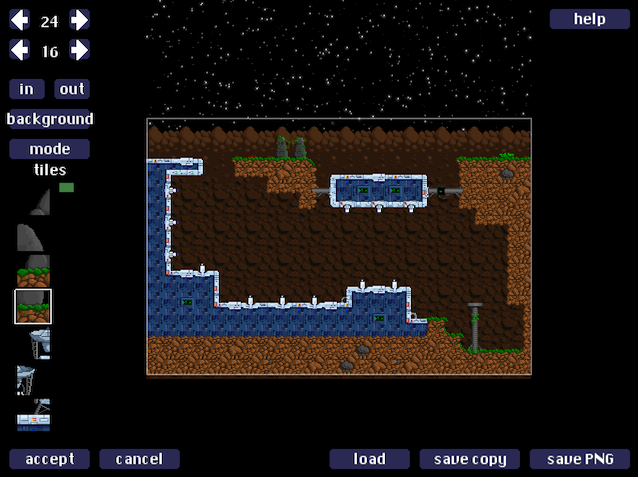 24
help
16
in out
background
mode
tiles
accept cancel load save copy save PNG